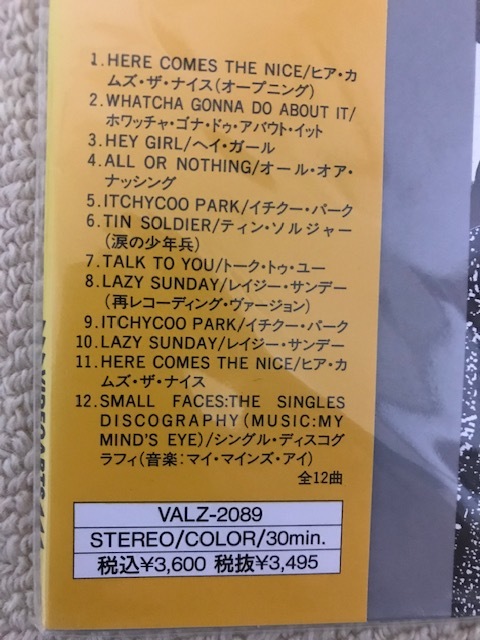 1. HERE COMES THE NICE/ヒア・カ
ムズ・ザ・ナイス(オープニング)
2. WHATCHA GONNA DO ABOUT IT/
ホワッチャ・ゴナ・ドゥ・アバウト・イット
3. HEY GIRL/ヘイ・ガール
4. ALL OR NOTHING/オール・オア・
ナッシング
5. ITCHYCOO PARK/イチクー・パーク
6. TIN SOLDIER/ティン・ソルジャー
(涙の少年兵)
7. TALK TO YOU/トーク・トゥ・ユー
8. LAZY SUNDAY/レイジー・サンデー
(再レコーディング・ヴァージョン)
9. ITCHYCOO PARK/イチクー・パーク
10. LAZY SUNDAY/レイジー・サンデー
11. HERE COMES THE NICE/ヒア・カ
ムズ・ザ・ナイス
12. SMALL FACES:THE SINGLES
DISCOGRAPHY(MUSIC:MY
MIND'S EYE)/シングル・ディスコグ
ラフィ(音楽:マイ・マインズ・アイ)
全12曲
VALZ-2089
STEREO/COLOR/30min.
税込¥3,600 税抜¥3,495